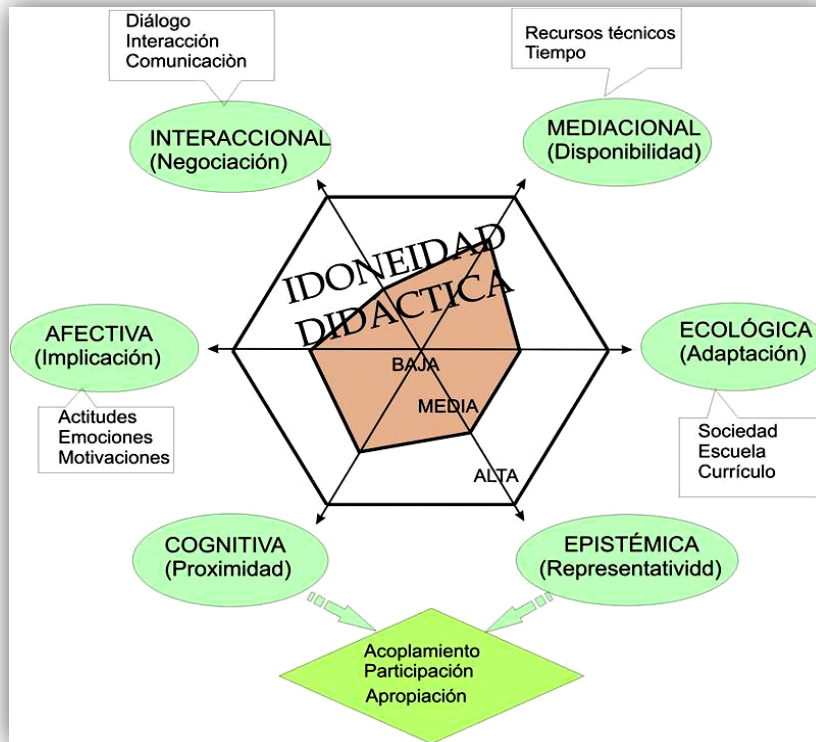 Diálogo
Interacción
Comunicaciòn
Recursos técnicos
Tiempo
INTERACCIONAL
(Negociación)
MEDIACIONAL
(Disponibilidad)
IDONEIDAD
DIDACTICA
AFECTIVA
(Implicación)
ECOLÓGICA
(Adaptación)
BAJA
MEDIA
ALTA
Actitudes
Emociones
Motivaciones
Sociedad
Escuela
Currículo
COGNITIVA
(Proximidad)
EPISTÉMICA
(Representatividd)
Acoplamiento
Participación
Apropiación